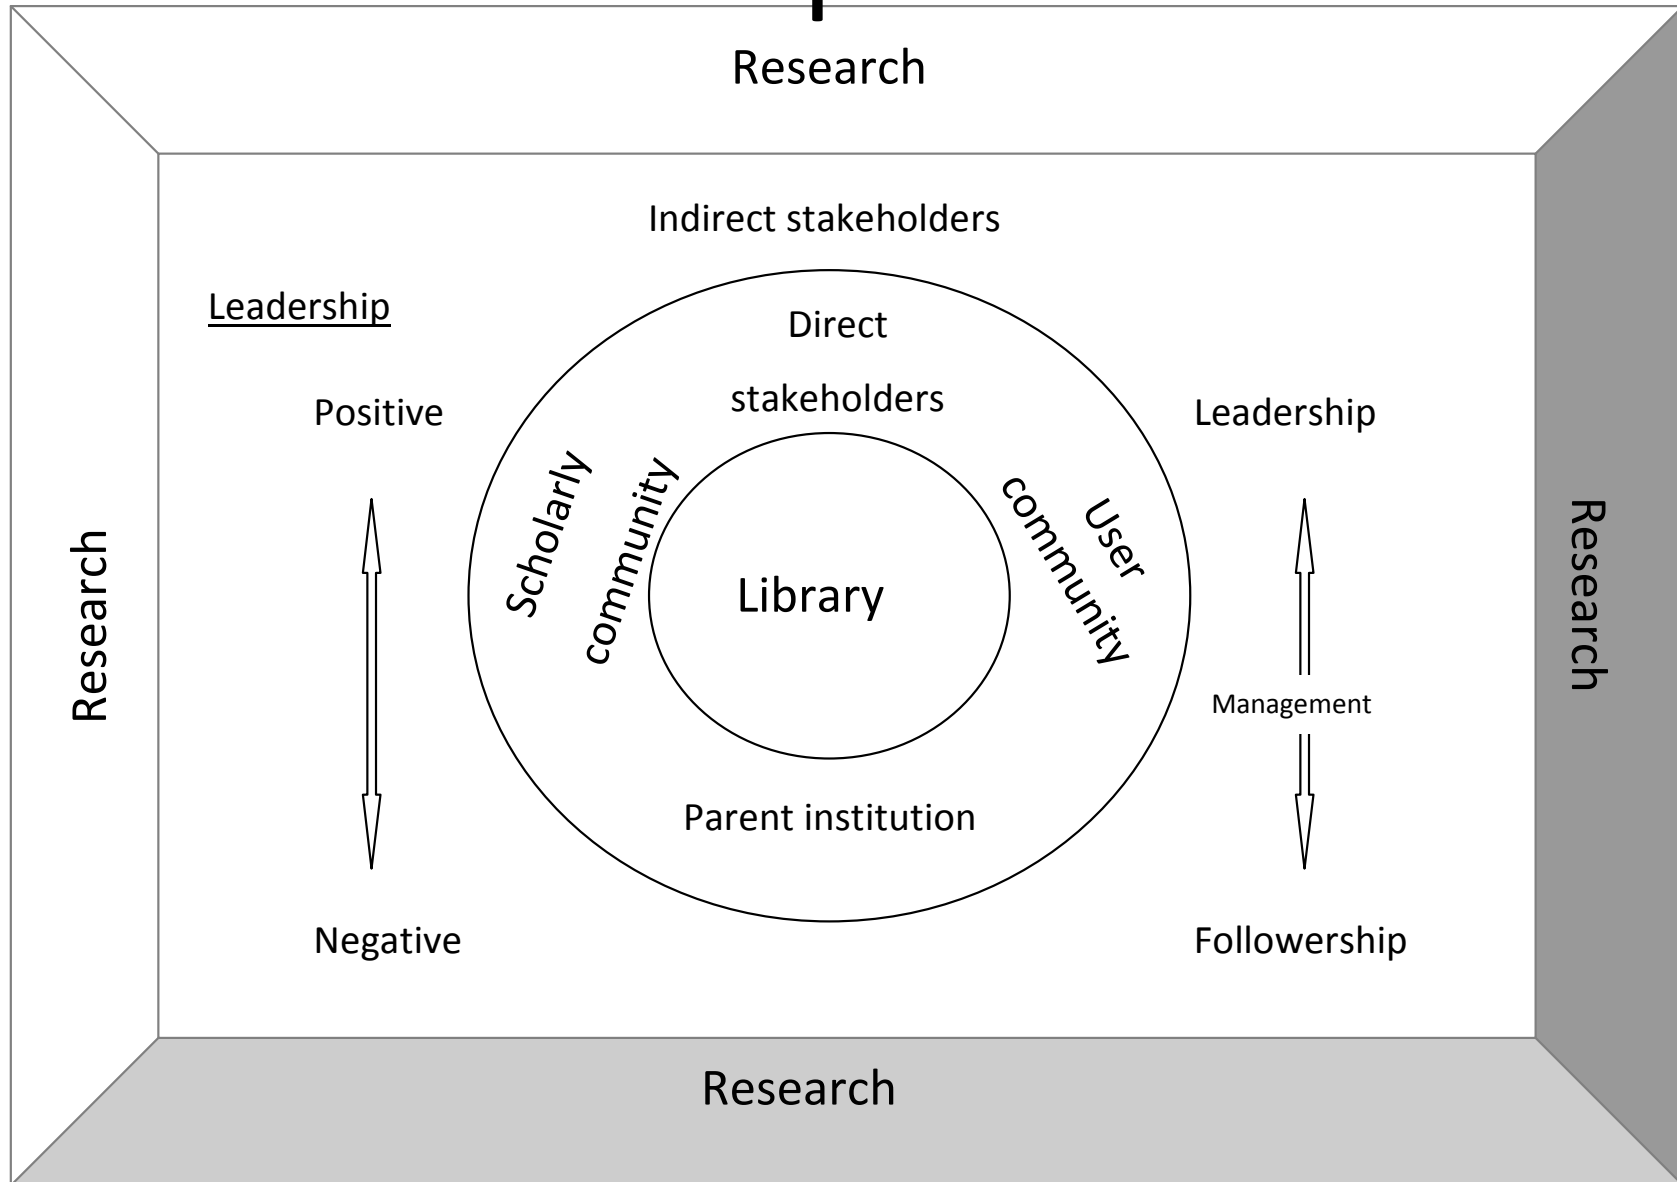 Research
Indirect stakeholders
Leadership
Direct
stakeholders
Positive
Leadership
Scholarly
community
User
community
Research
Library
Research
Management
Parent institution
Negative
Followership
Research